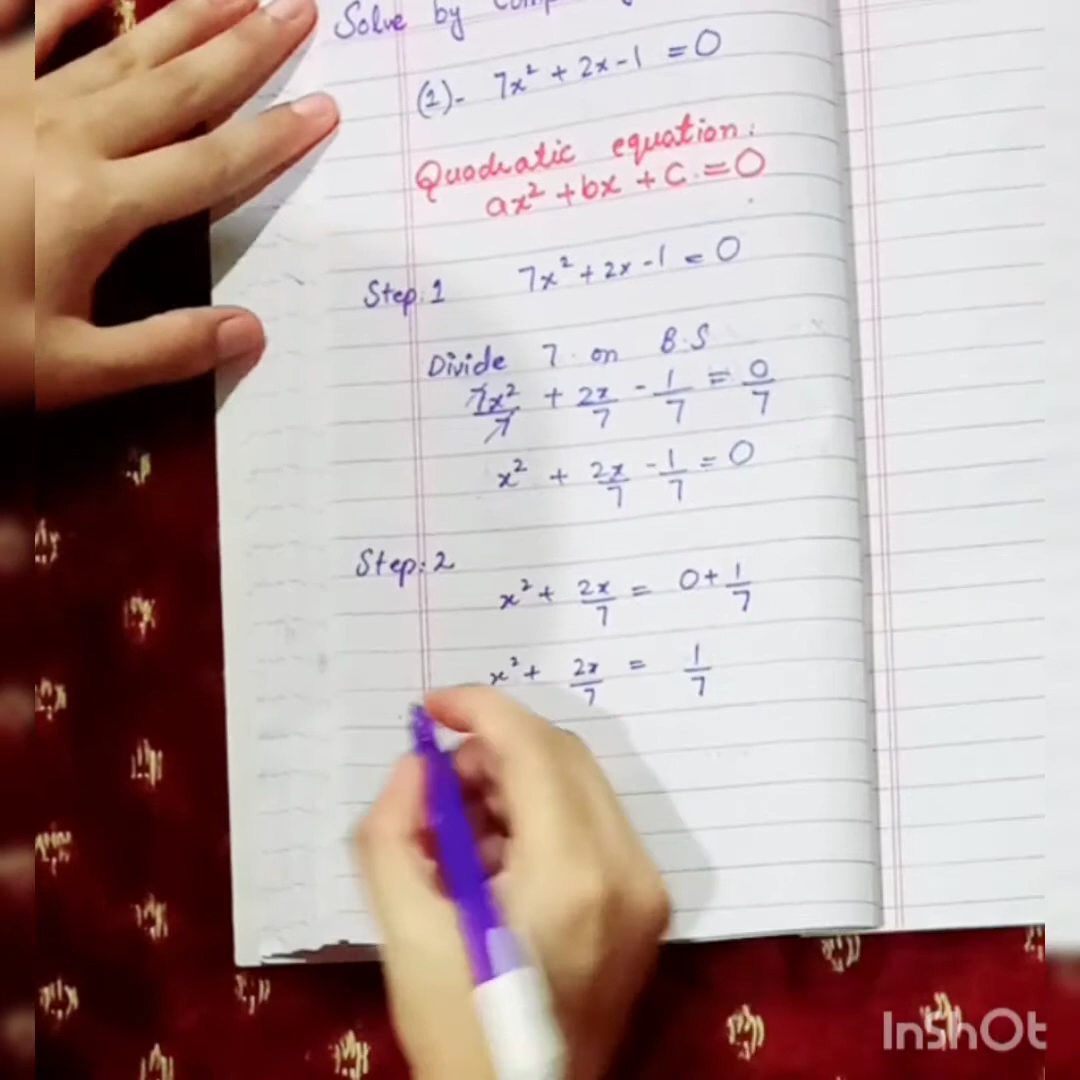 Solve by
(2)- 7x² + 2x - 1 = 0
Quadratic equation:
ax² + bx + c = 0
Step: 1 7x² + 2x - 1 = 0
Divide 7 on B.S
7x²/7 + 2x/7 - 1/7 = 0/7
x² + 2x/7 - 1/7 = 0
Step: 2
x² + 2x/7 = 0 + 1/7
x² + 2x/7 = 1/7
InShOt